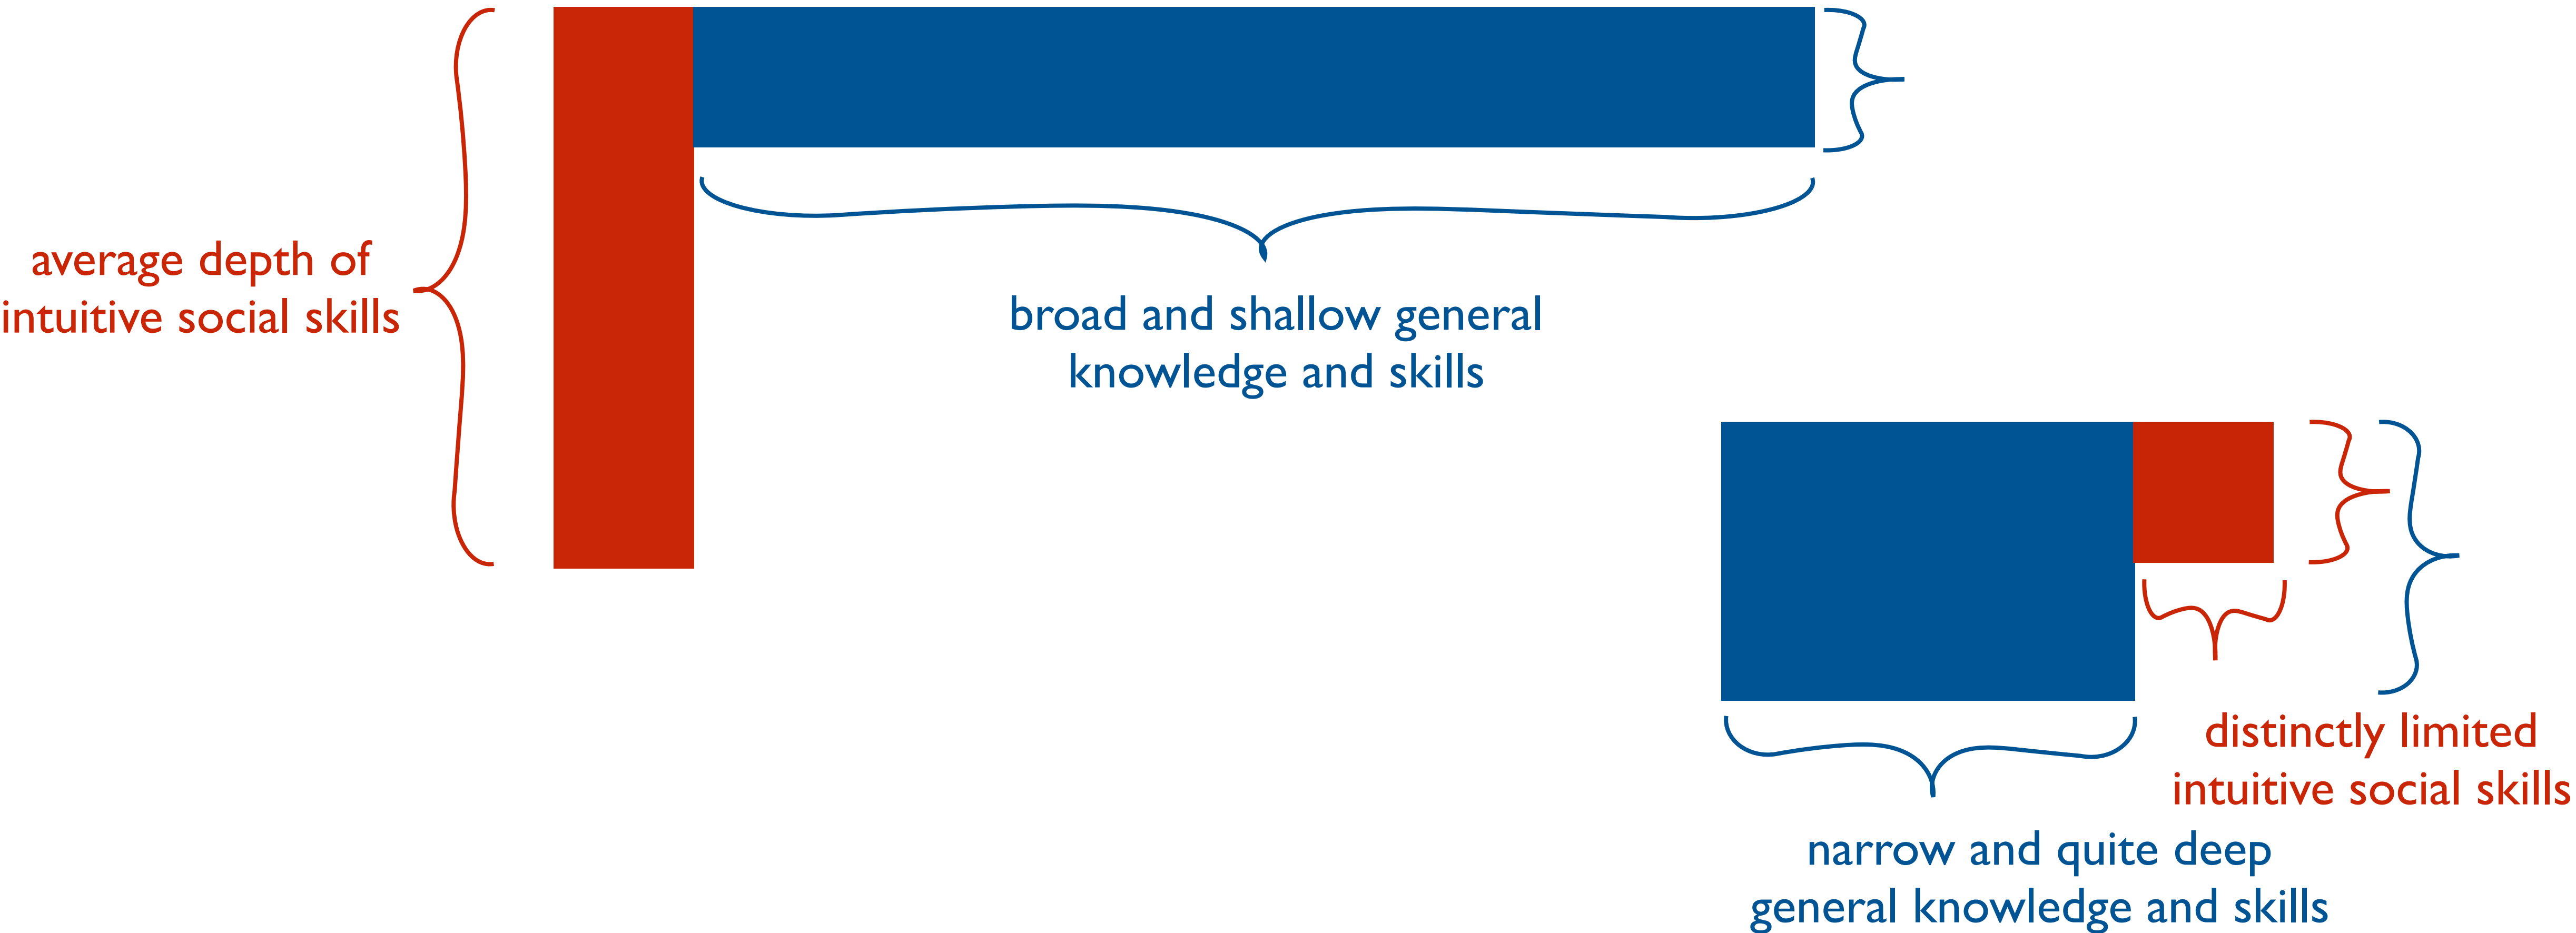 average depth of
intuitive social skills
broad and shallow general
knowledge and skills
distinctly limited
intuitive social skills
narrow and quite deep
general knowledge and skills